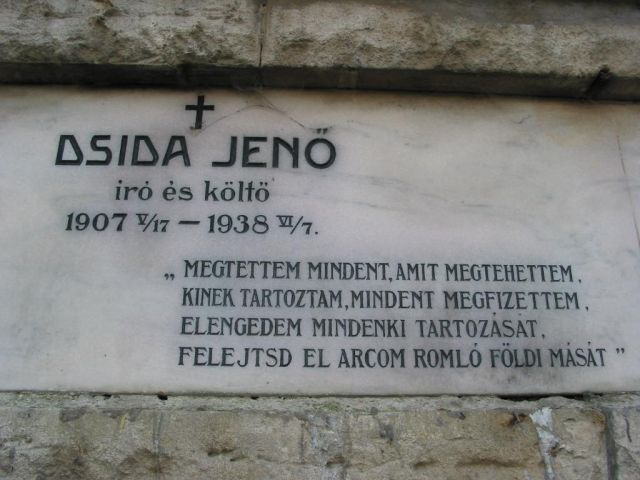 DSIDA JENŐ
író és költő
1907 V/17 – 1938 VI/7.
„MEGTETTEM MINDENT, AMIT MEGTEHETTEM,
KINEK TARTOZTAM, MINDENT MEGFIZETTEM,
ELENGEDEM MINDENKI TARTOZÁSÁT,
FELEJTSD EL ARCOM ROMLÓ FÖLDI MÁSÁT”